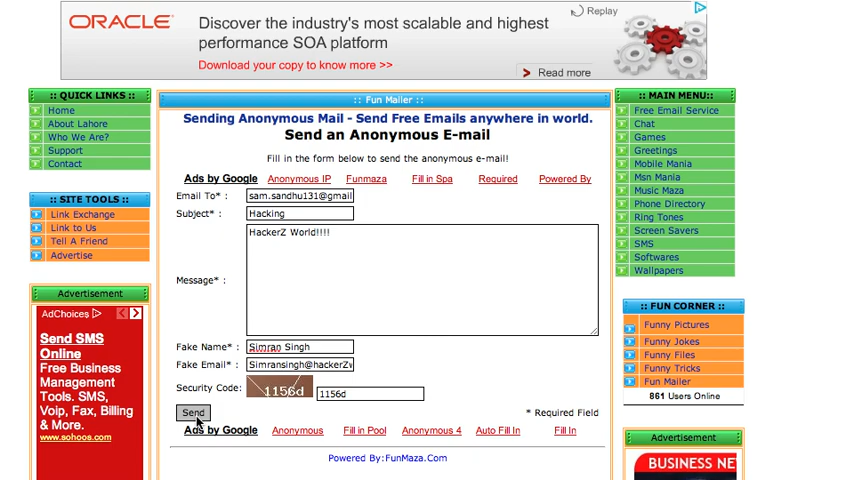 ORACLE
Discover the industry's most scalable and highest
performance SOA platform
Download your copy to know more >>
Replay
Read more
:: QUICK LINKS ::
Home
About Lahore
Who We Are?
Support
Contact
:: SITE TOOLS ::
Link Exchange
Link to Us
Tell A Friend
Advertise
Advertisement
AdChoices
Send SMS
Online
Free Business
Management
Tools. SMS,
Voip, Fax, Billing
& More.
www.sohoos.com
:: Fun Mailer ::
Sending Anonymous Mail - Send Free Emails anywhere in world.
Send an Anonymous E-mail
Fill in the form below to send the anonymous e-mail!
Ads by Google Anonymous IP Funmaza Fill in Spa Required Powered By
Email To* : sam.sandhu131@gmail
Subject* : Hacking
Message* : HackerZ World!!!!
Fake Name* : Simran Singh
Fake Email* : Simransingh@hackerZw
Security Code: 1156d 1156d
Send * Required Field
Ads by Google Anonymous Fill in Pool Anonymous 4 Auto Fill In Fill In
Powered By:FunMaza.Com
:: MAIN MENU::
Free Email Service
Chat
Games
Greetings
Mobile Mania
Msn Mania
Music Maza
Phone Directory
Ring Tones
Screen Savers
SMS
Softwares
Wallpapers
:: FUN CORNER ::
Funny Pictures
Funny Jokes
Funny Files
Funny Tricks
Fun Mailer
861 Users Online
Advertisement
BUSINESS NE